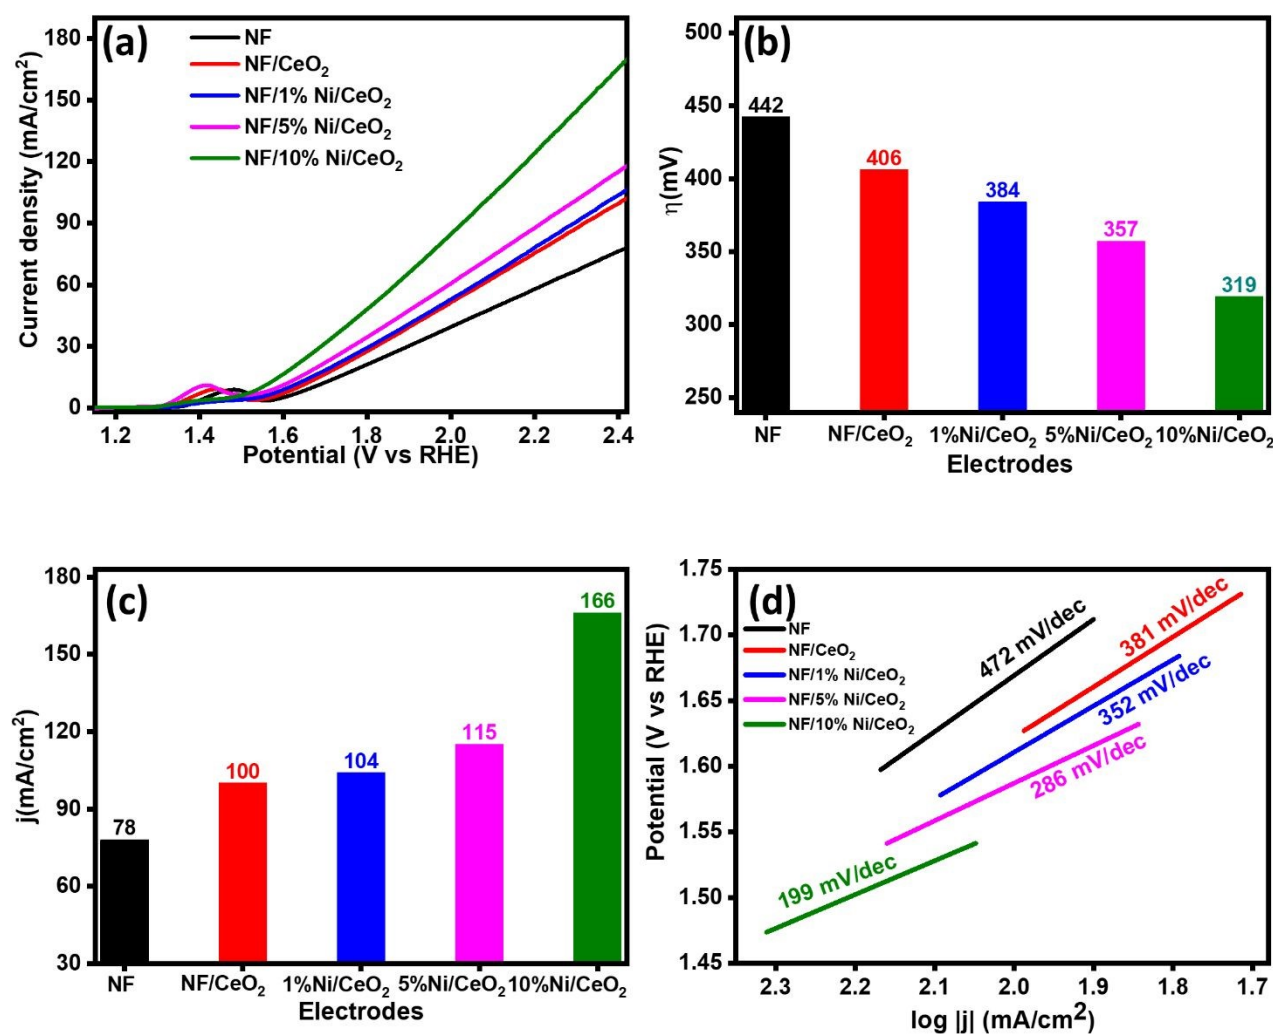 (a)
NF
NF/CeO₂
NF/1% Ni/CeO₂
NF/5% Ni/CeO₂
NF/10% Ni/CeO₂
Current density (mA/cm²)
180
150
120
90
60
30
0
1.2 1.4 1.6 1.8 2.0 2.2 2.4
Potential (V vs RHE)
(b)
η(mV)
500
450
400
350
300
250
442
406
384
357
319
NF NF/CeO₂ 1%Ni/CeO₂ 5%Ni/CeO₂ 10%Ni/CeO₂
Electrodes
(c)
j(mA/cm²)
180
150
120
90
60
30
78
100
104
115
166
NF NF/CeO₂ 1%Ni/CeO₂ 5%Ni/CeO₂ 10%Ni/CeO₂
Electrodes
(d)
NF
NF/CeO₂
NF/1% Ni/CeO₂
NF/5% Ni/CeO₂
NF/10% Ni/CeO₂
Potential (V vs RHE)
1.75
1.70
1.65
1.60
1.55
1.50
1.45
472 mV/dec
381 mV/dec
352 mV/dec
286 mV/dec
199 mV/dec
2.3 2.2 2.1 2.0 1.9 1.8 1.7
log |j| (mA/cm²)